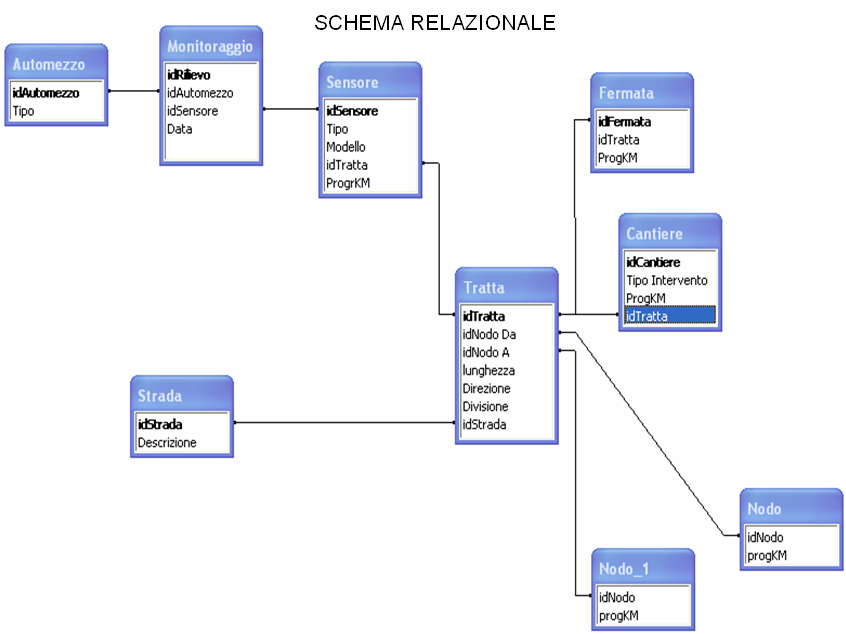 SCHEMA RELAZIONALE
Automezzo
idAutomezzo
Tipo
Monitoraggio
idRilievo
idAutomezzo
idSensore
Data
Sensore
idSensore
Tipo
Modello
idTratta
ProgrKM
Fermata
idFermata
idTratta
ProgKM
Cantiere
idCantiere
Tipo Intervento
ProgKM
idTratta
Tratta
idTratta
idNodo Da
idNodo A
lunghezza
Direzione
Divisione
idStrada
Strada
idStrada
Descrizione
Nodo
idNodo
progKM
Nodo_1
idNodo
progKM